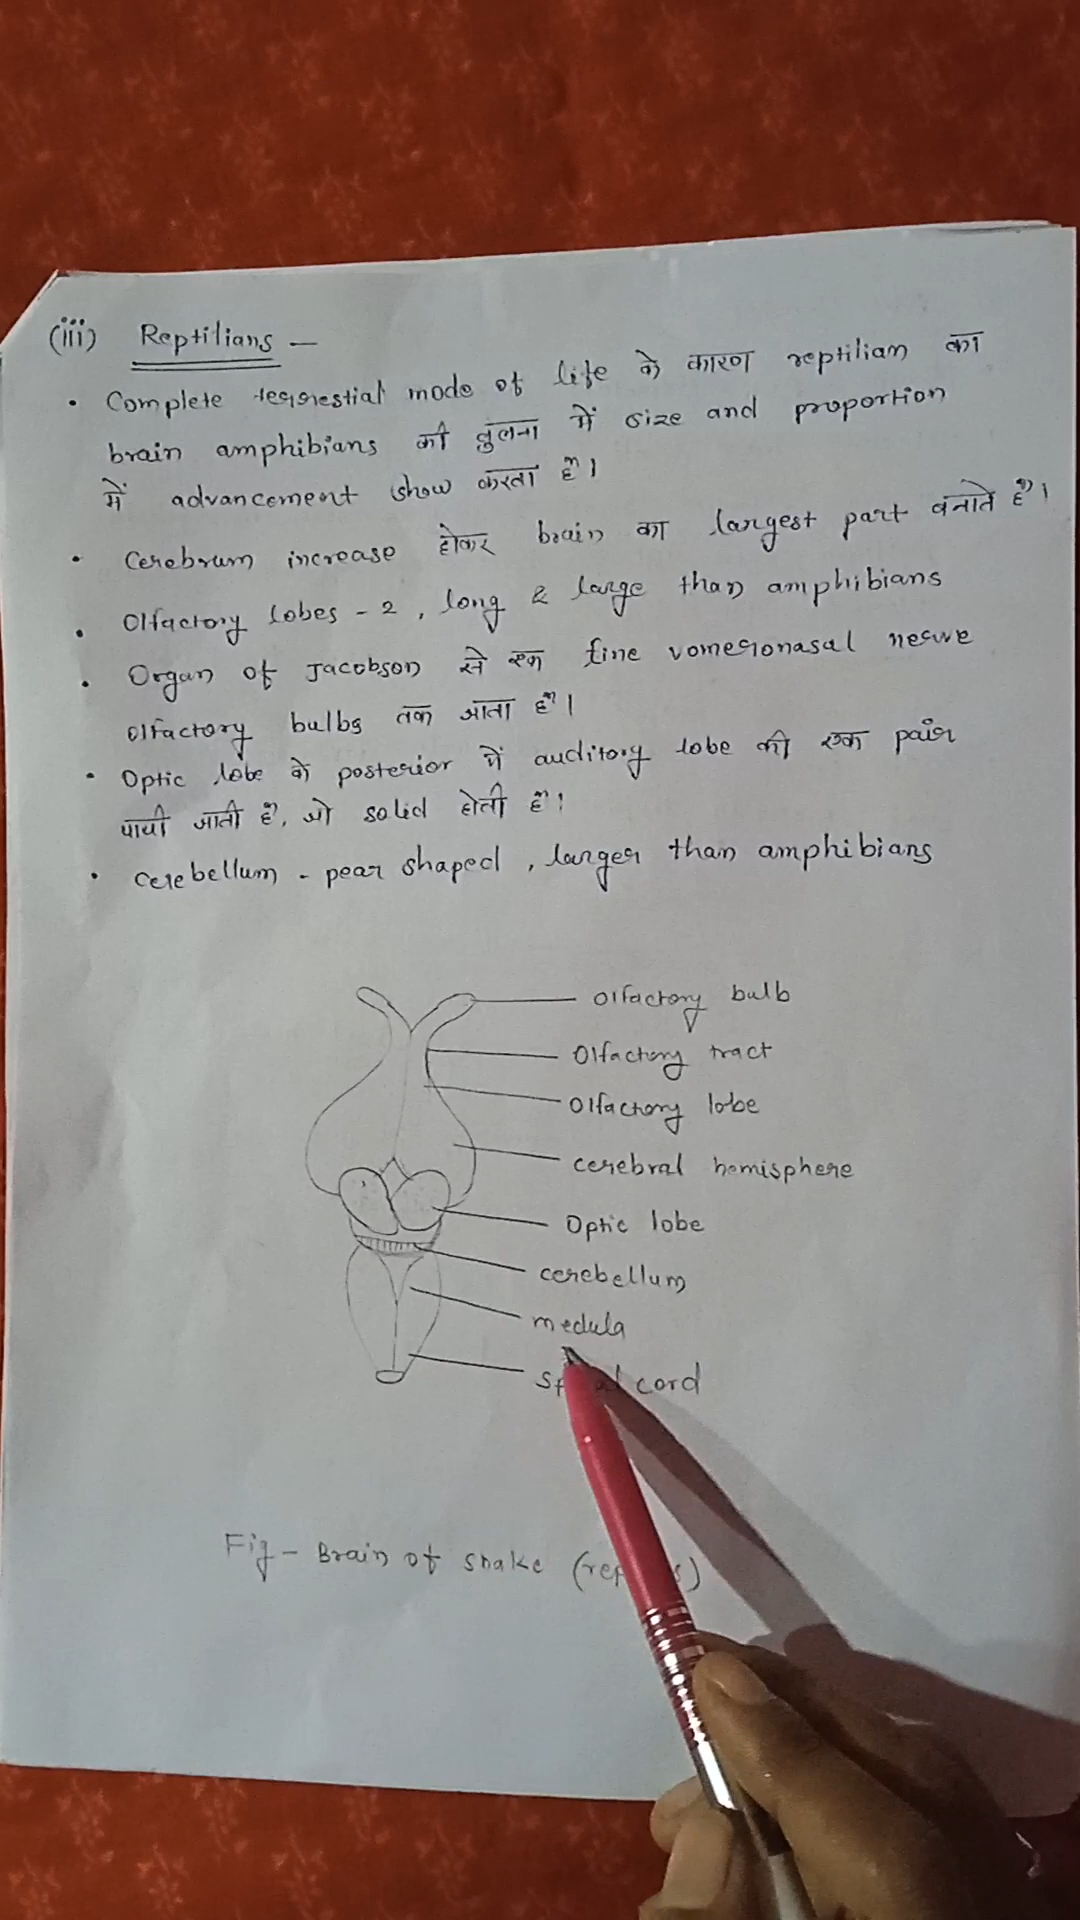 (iii) Reptilians –
• Complete terrestial mode of life के कारण reptilian का
brain amphibians की तुलना में size and proportion
में advancement show करता है।
• Cerebrum increase होकर brain का largest part बनाते है।
• Olfactory lobes - 2, long & large than amphibians
• Organ of Jacobson से एक fine vomeronasal nerve
olfactory bulbs तक आता है।
• Optic lobe के posterior में auditory lobe की एक pair
पायी जाती है, जो solid होती है।
• Cerebellum - pear shaped, larger than amphibians
Olfactory bulb
Olfactory tract
Olfactory lobe
cerebral hemisphere
Optic lobe
cerebellum
medula
cord
Fig – Brain of snake